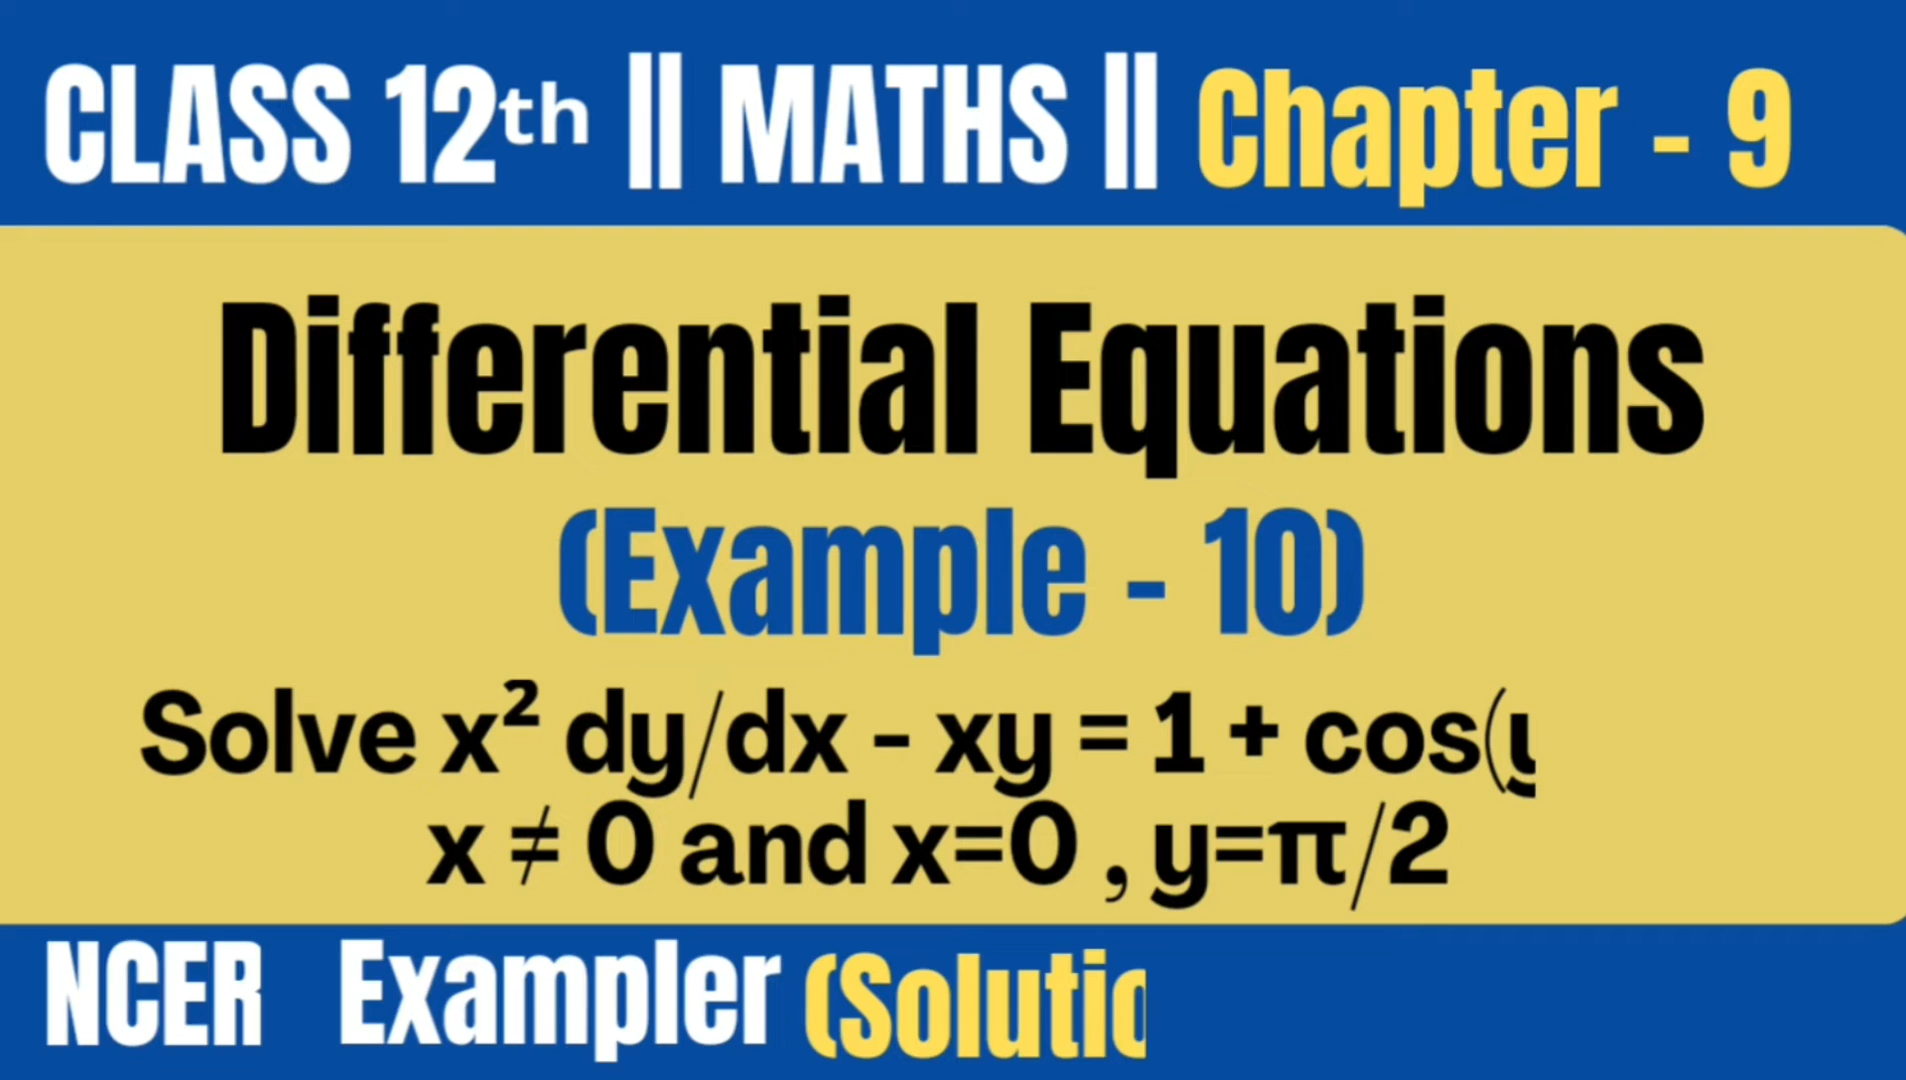 CLASS 12ᵗʰ || MATHS || Chapter - 9
Differential Equations
(Example - 10)
Solve x² dy/dx - xy = 1 + cos(y
x ≠ 0 and x=0 , y=π/2
NCER Exampler (Solutio